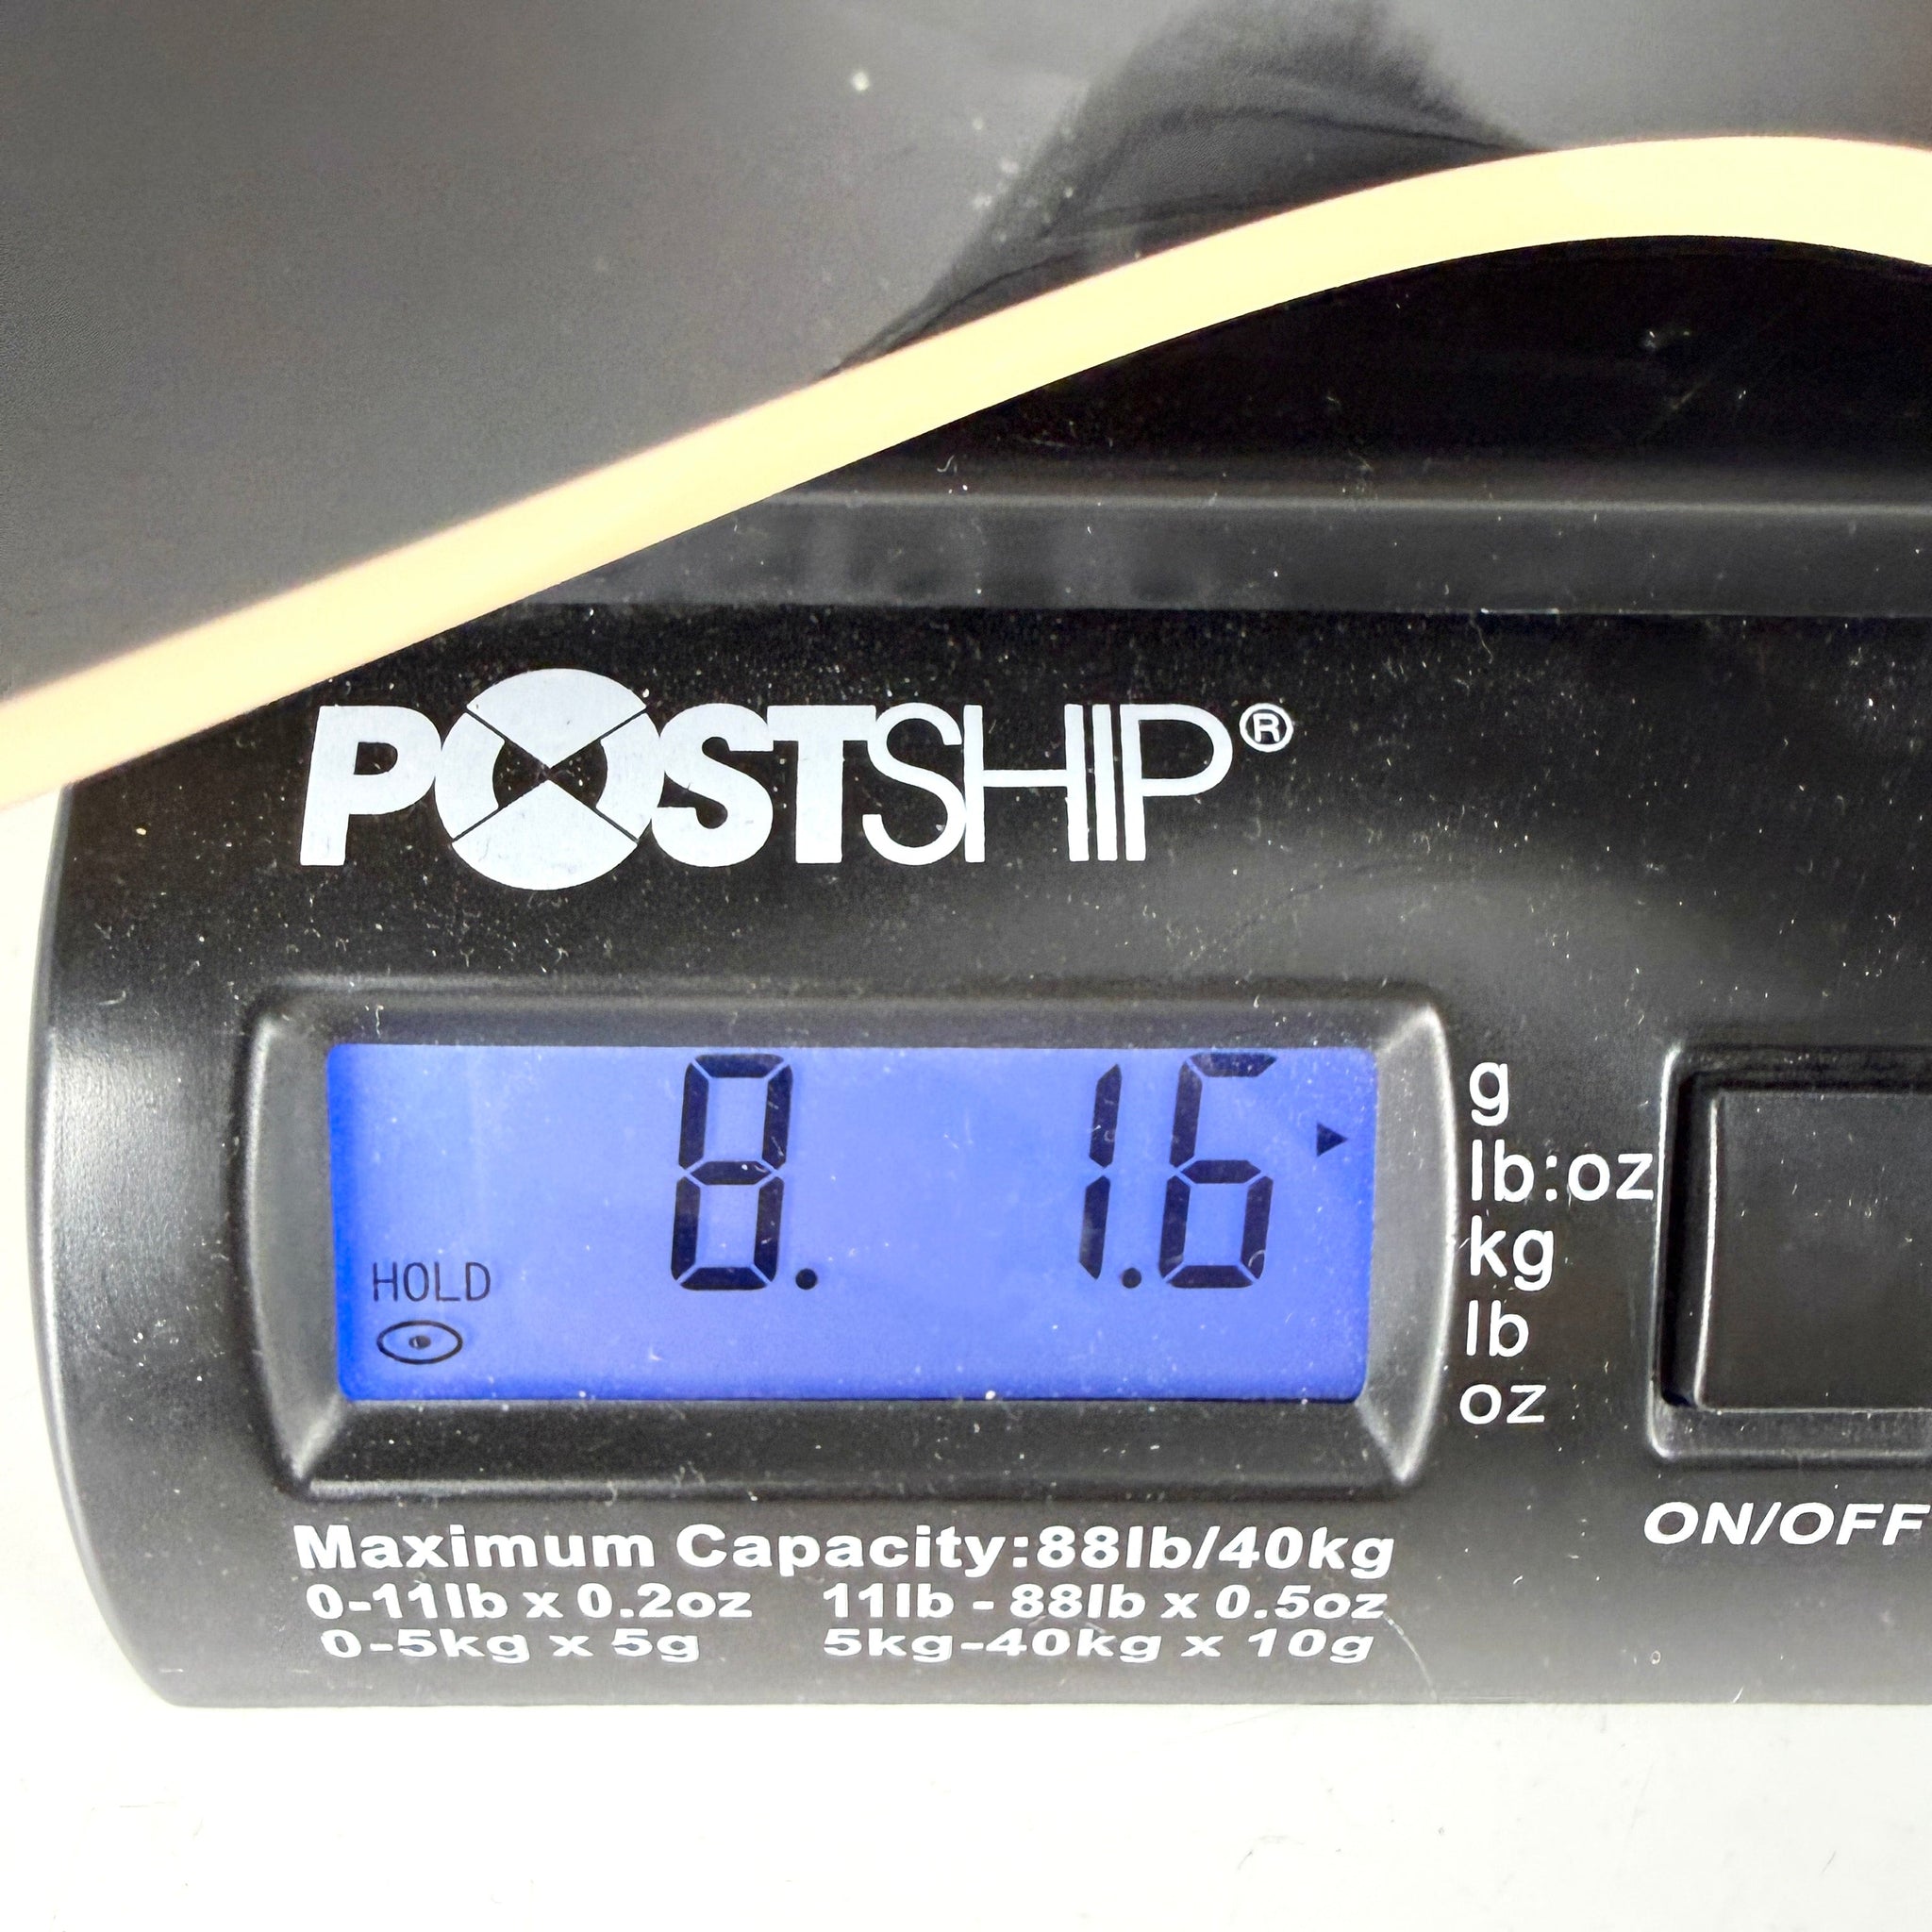 POSTSHIP®
8. 1.6
HOLD
g
lb:oz
kg
lb
oz
ON/OFF
Maximum Capacity:88lb/40kg
0-11lb x 0.2oz 11lb - 88lb x 0.5oz
0-5kg x 5g 5kg-40kg x 10g